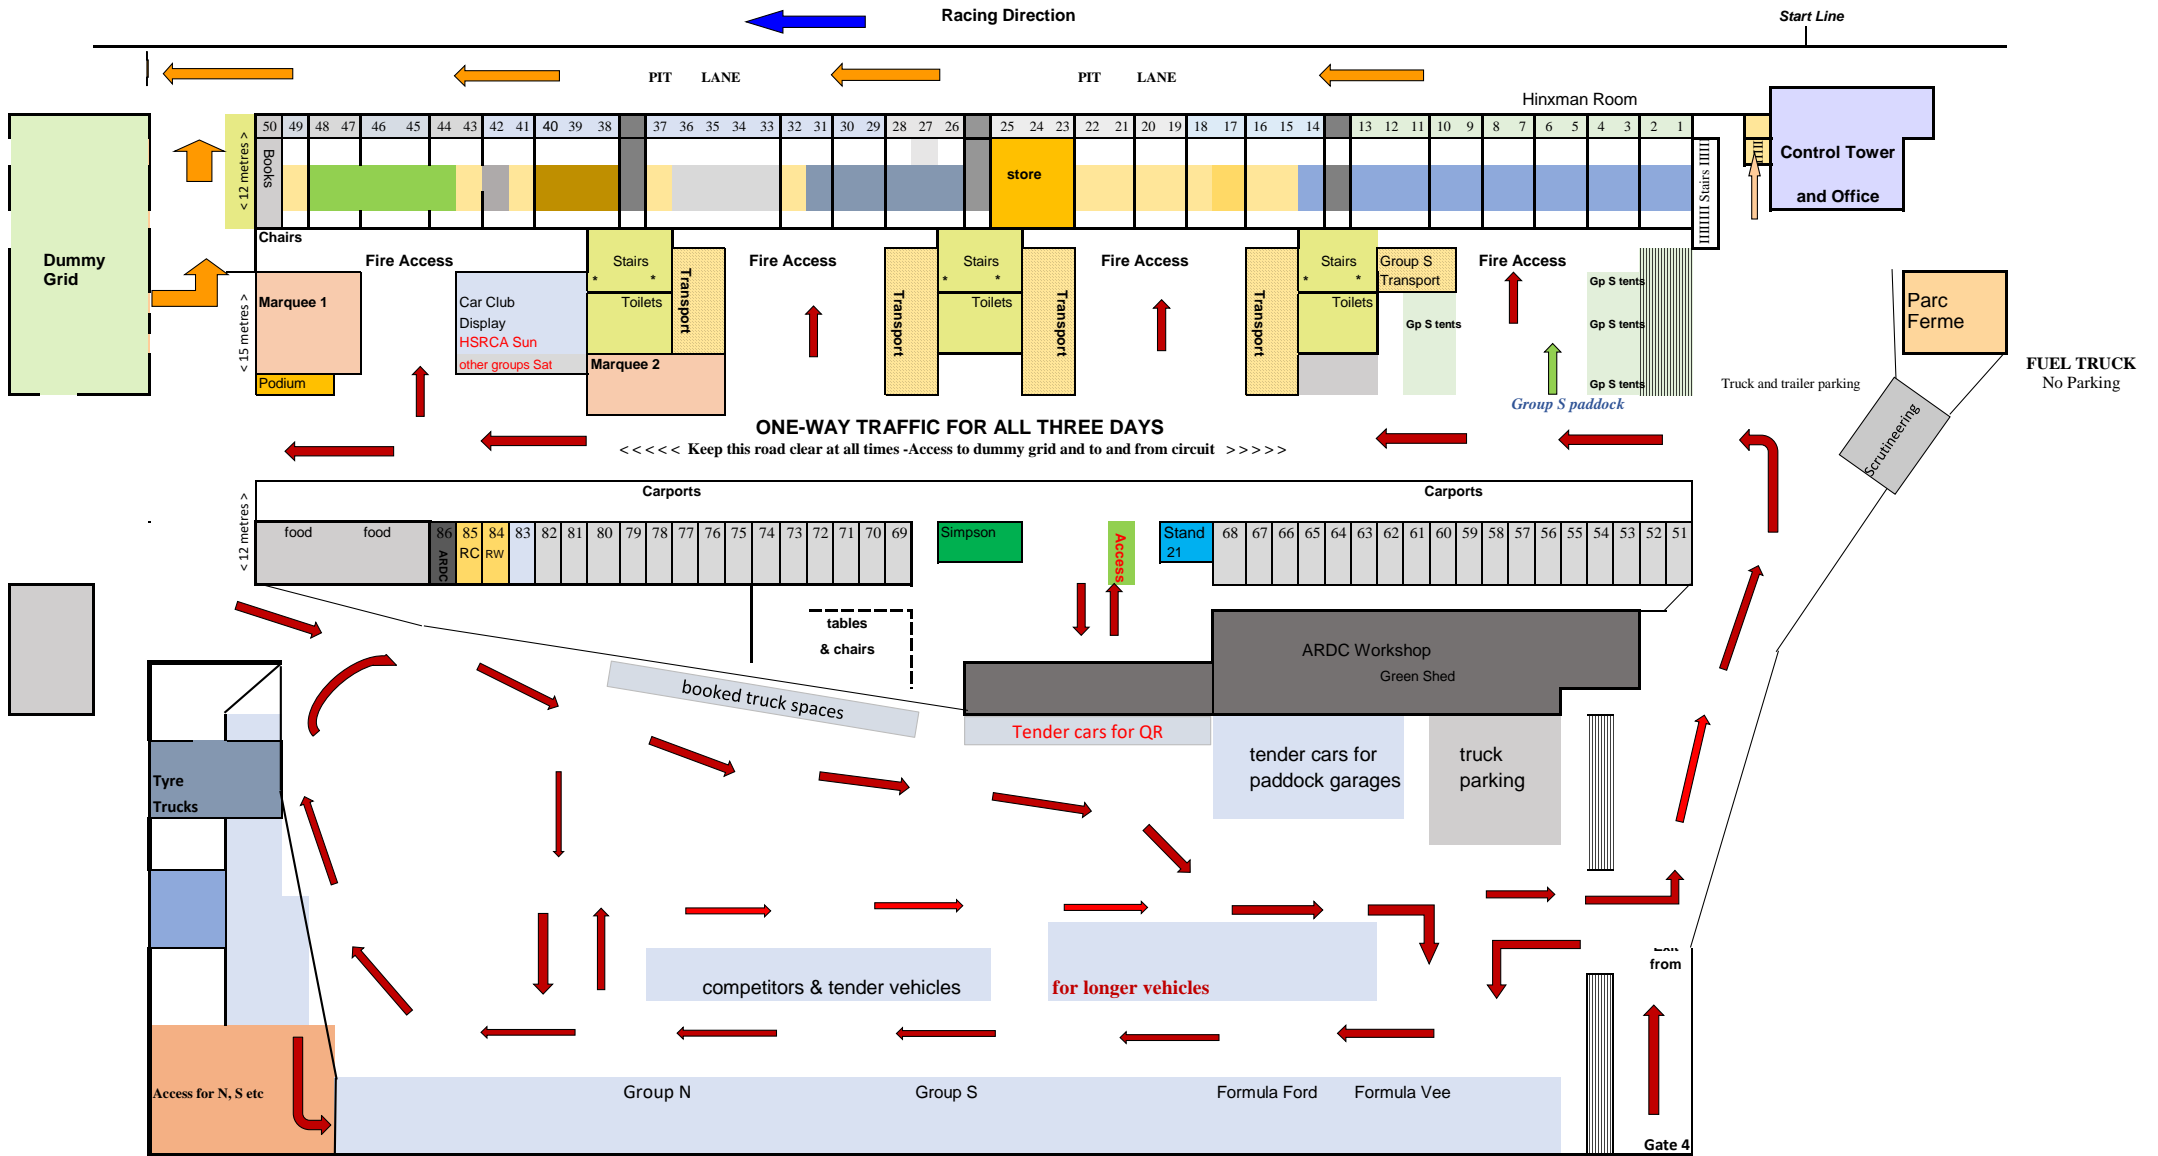 Racing Direction
Start Line
PIT LANE
PIT LANE
Hinxman Room
50 49 48 47 46 45 44 43 42 41 40 39 38 37 36 35 34 33 32 31 30 29 28 27 26 25 24 23 22 21 20 19 18 17 16 15 14 13 12 11 10 9 8 7 6 5 4 3 2 1
< 12 metres >
Books
store
IIIIIII Stairs IIIII
Control Tower
and Office
Chairs
Dummy
Grid
Fire Access
Stairs
* *
Toilets
Transport
Fire Access
Transport
Stairs
* *
Toilets
Transport
Fire Access
Transport
Stairs
* *
Toilets
Group S
Transport
Fire Access
Gp S tents
Gp S tents
Gp S tents
Gp S tents
< 15 metres >
Marquee 1
Podium
Car Club
Display
HSRCA Sun
other groups Sat
Marquee 2
Group S paddock
Truck and trailer parking
Parc
Ferme
FUEL TRUCK
No Parking
Scrutineering
ONE-WAY TRAFFIC FOR ALL THREE DAYS
< < < < < Keep this road clear at all times -Access to dummy grid and to and from circuit > > > > >
Carports
Carports
< 12 metres >
food food 86 85 84 83 82 81 80 79 78 77 76 75 74 73 72 71 70 69
ARDC RC RW
Simpson
Access
Stand
21
68 67 66 65 64 63 62 61 60 59 58 57 56 55 54 53 52 51
tables
& chairs
booked truck spaces
ARDC Workshop
Green Shed
Tender cars for QR
tender cars for
paddock garages
truck
parking
Tyre
Trucks
competitors & tender vehicles
for longer vehicles
from
Access for N, S etc
Group N
Group S
Formula Ford
Formula Vee
Gate 4